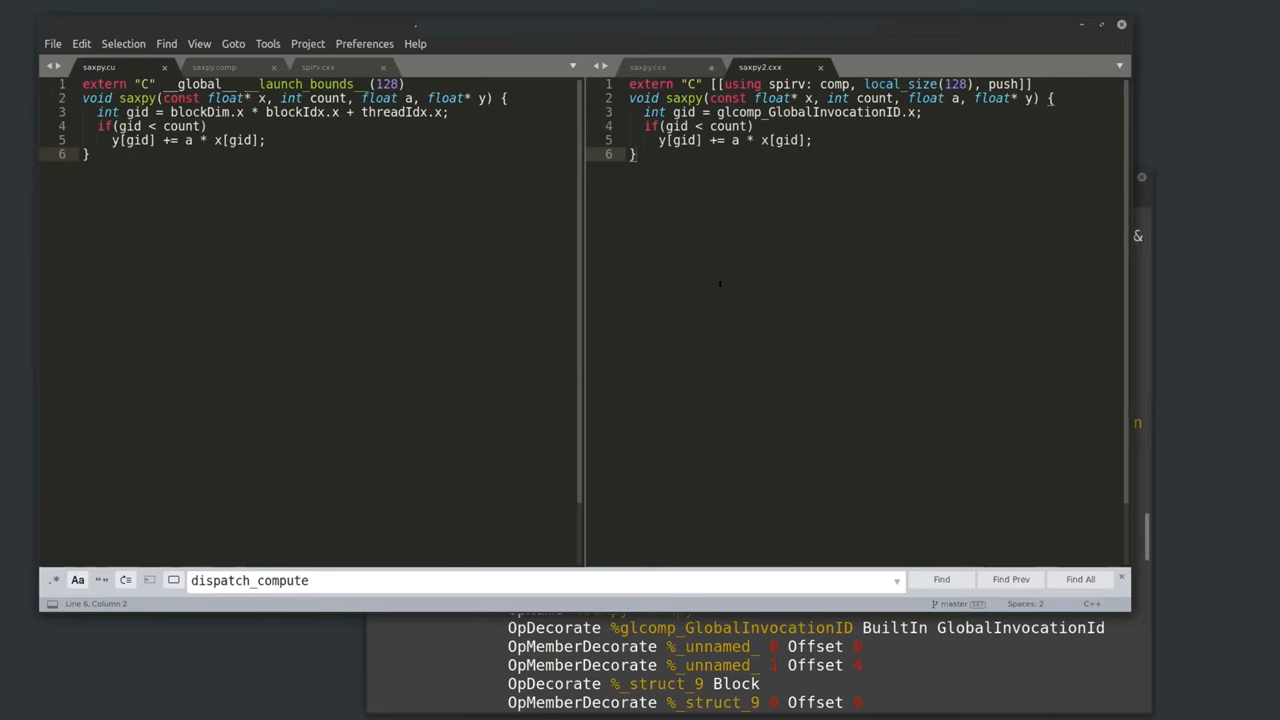 File Edit Selection Find View Goto Tools Project Preferences Help
saxpy.cu saxpy.comp spirv.cxx
1 extern "C" __global__ __launch_bounds__(128)
2 void saxpy(const float* x, int count, float a, float* y) {
3 int gid = blockDim.x * blockIdx.x + threadIdx.x;
4 if(gid < count)
5 y[gid] += a * x[gid];
6 }
saxpy.cxx saxpy2.cxx
1 extern "C" [[using spirv: comp, local_size(128), push]]
2 void saxpy(const float* x, int count, float a, float* y) {
3 int gid = glcomp_GlobalInvocationID.x;
4 if(gid < count)
5 y[gid] += a * x[gid];
6 }
&
n
.* Aa "" dispatch_compute Find Find Prev Find All
Line 6, Column 2 master 547 Spaces: 2 C++
OpDecorate %glcomp_GlobalInvocationID BuiltIn GlobalInvocationId
OpMemberDecorate %_unnamed_ 0 Offset 0
OpMemberDecorate %_unnamed_ 1 Offset 4
OpDecorate %_struct_9 Block
OpMemberDecorate %_struct_9 0 Offset 0